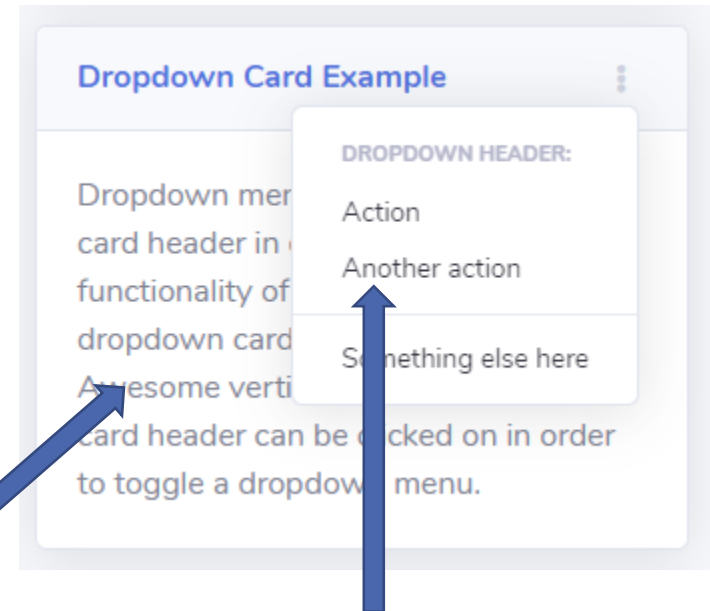 Dropdown Card Example
DROPDOWN HEADER:
Action
Another action
Something else here
Dropdown
card header in
functionality of
dropdown card
Awesome
card header can be clicked on in order
to toggle a dropdown menu.